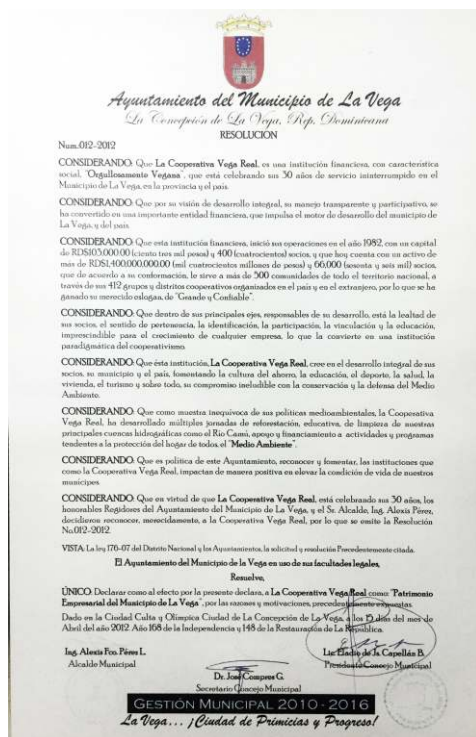 Ayuntamiento del Municipio de La Vega
La Concepción de La Vega, Rep. Dominicana
RESOLUCIÓN
Num.012-2012
CONSIDERANDO: Que La Cooperativa Vega Real, es una institución financiera, con característica
social, "Orgullosamente Vegana", que está celebrando sus 30 años de servicio ininterrumpido en el
Municipio de La Vega, en la provincia y el país.
CONSIDERANDO: Que por su visión de desarrollo integral, su manejo transparente y participativo, se
ha convertido en una importante entidad financiera, que impulsa el motor de desarrollo del municipio de
La Vega, y del país.
CONSIDERANDO: Que esta institución financiera, inició sus operaciones en el año 1982, con un capital
de RD$103,000.00 (ciento tres mil pesos) y 400 (cuatrocientos) socios, y que hoy cuenta con un activo de
más de RD$1,400,000,000.00 (mil cuatrocientos millones de pesos) y 66,000 (sesenta y seis mil) socios,
que de acuerdo a su conformación, le sirve a más de 500 comunidades de todo el territorio nacional, a
través de sus 412 grupos y distritos cooperativos organizados en el país y en el extranjero, por lo que se ha
ganado su merecido eslogan, de "Grande y Confiable".
CONSIDERANDO: Que dentro de sus principales ejes, responsables de su desarrollo, está la lealtad de
sus socios, el sentido de pertenencia, la identificación, la participación, la vinculación y la educación,
imprescindible para el crecimiento de cualquier empresa, lo que la convierte en una institución
paradigmática del cooperativismo.
CONSIDERANDO: Que ésta institución, La Cooperativa Vega Real, cree en el desarrollo integral de sus
socios, su municipio y el país, fomentando la cultura del ahorro, la educación, el deporte, la salud, la
vivienda, el turismo y sobre todo, su compromiso ineludible con la conservación y la defensa del Medio
Ambiente.
CONSIDERANDO: Que como muestra inequívoca de sus políticas medioambientales, la Cooperativa
Vega Real, ha desarrollado múltiples jornadas de reforestación, educativa, de limpieza de nuestras
principales cuencas hidrográficas como el Río Camú, apoyo y financiamiento a actividades y programas
tendentes a la protección del hogar de todos, el "Medio Ambiente".
CONSIDERANDO: Que es política de este Ayuntamiento, reconocer y fomentar, las instituciones que
como la Cooperativa Vega Real, impactan de manera positiva en elevar la condición de vida de nuestros
munícipes.
CONSIDERANDO: Que en virtud de que La Cooperativa Vega Real, está celebrando sus 30 años, los
honorables Regidores del Ayuntamiento del Municipio de La Vega, y el Sr. Alcalde, Ing. Alexis Pérez,
decidieron reconocer, merecidamente, a la Cooperativa Vega Real, por lo que se emite la Resolución
No.012-2012.
VISTA: La ley 176-07 del Distrito Nacional y los Ayuntamientos, la solicitud y resolución Precedentemente citada.
El Ayuntamiento del Municipio de la Vega en uso de sus facultades legales,
Resuelve,
ÚNICO: Declarar como al efecto por la presente declara, a La Cooperativa Vega Real como: "Patrimonio
Empresarial del Municipio de La Vega", por las razones y motivaciones, precedentemente expuestas.
Dado en la Ciudad Culta y Olímpica Ciudad de La Concepción de La Vega, a los 15 días del mes de
Abril del año 2012. Año 168 de la Independencia y 148 de la Restauración de La República.
Ing. Alexis Fco. Pérez L.
Alcalde Municipal
Lic. Eladio de Js. Capellán B.
Presidente Concejo Municipal
Dr. José Compres G.
Secretario Concejo Municipal
GESTIÓN MUNICIPAL 2010 - 2016
La Vega... ¡Ciudad de Primicias y Progreso!